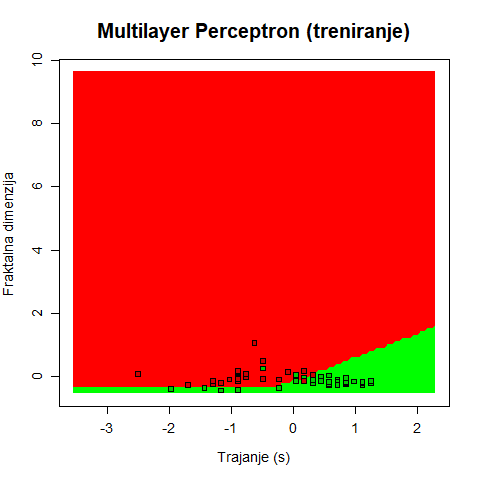 Multilayer Perceptron (treniranje)
Fraktalna dimenzija
10
8
6
4
2
0
-3 -2 -1 0 1 2
Trajanje (s)